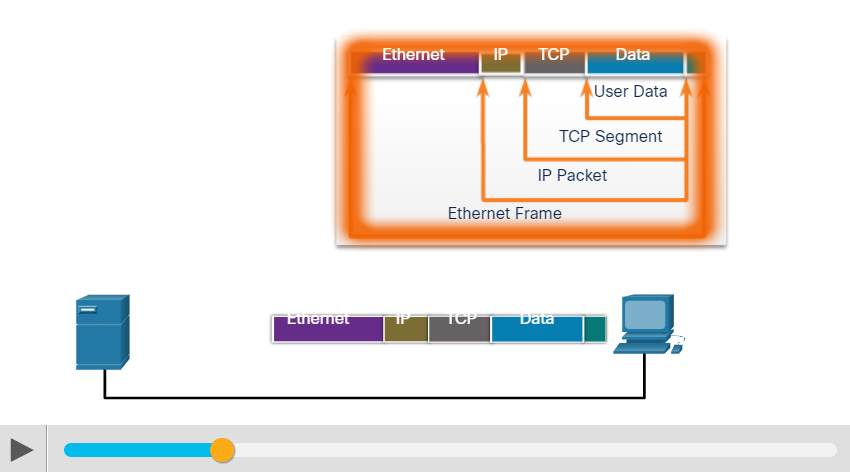 Ethernet IP TCP Data
User Data
TCP Segment
IP Packet
Ethernet Frame
Ethernet IP TCP Data